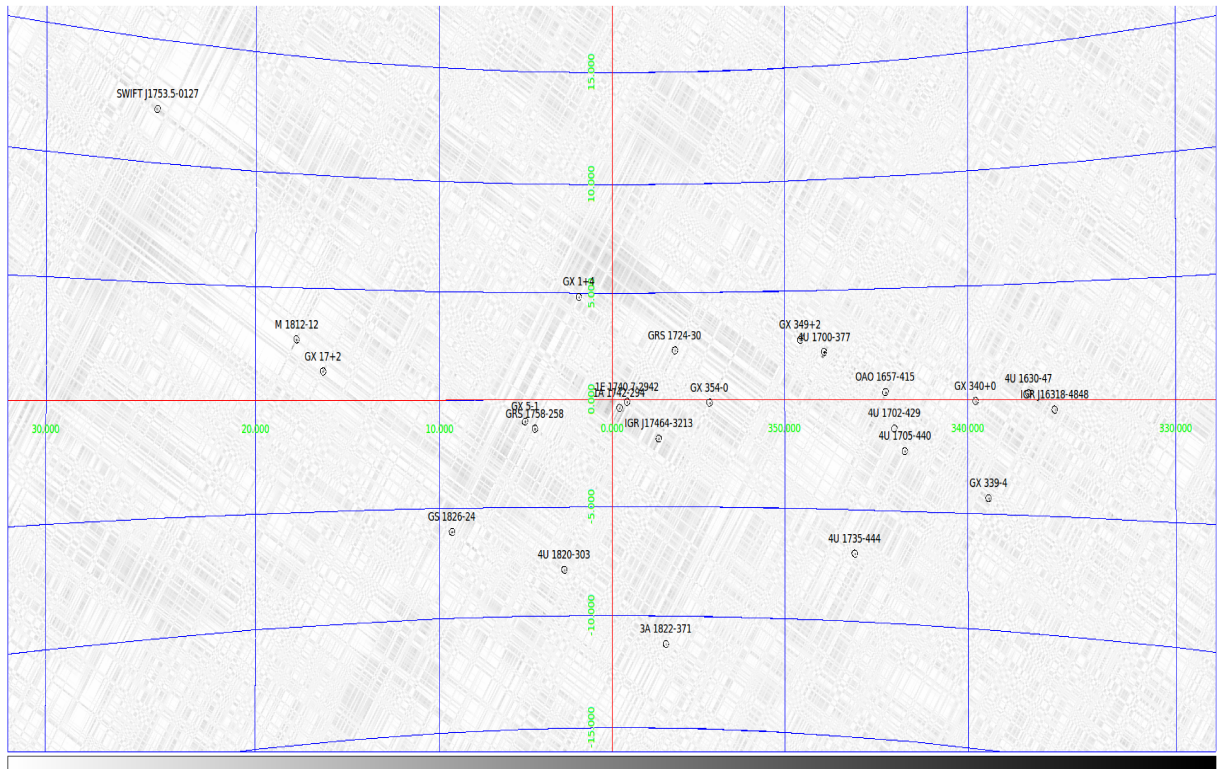 15.000
SWIFT J1753.5-0127
10.000
GX 1+4
5.000
M 1812-12
GX 349+2
GRS 1724-30
4U 1700-377
GX 17+2
OAO 1657-415
4U 1630-47
1E 1740.7-2942
GX 354-0
GX 340+0
1A 1742-294
IGR J16318-4848
0.000
GX 5-1
GRS 1758-258
4U 1702-429
IGR J17464-3213
30.000
20.000
10.000
0.000
350.000
340.000
330.000
4U 1705-440
GX 339-4
-5.000
GS 1826-24
4U 1735-444
4U 1820-303
-10.000
3A 1822-371
-15.000